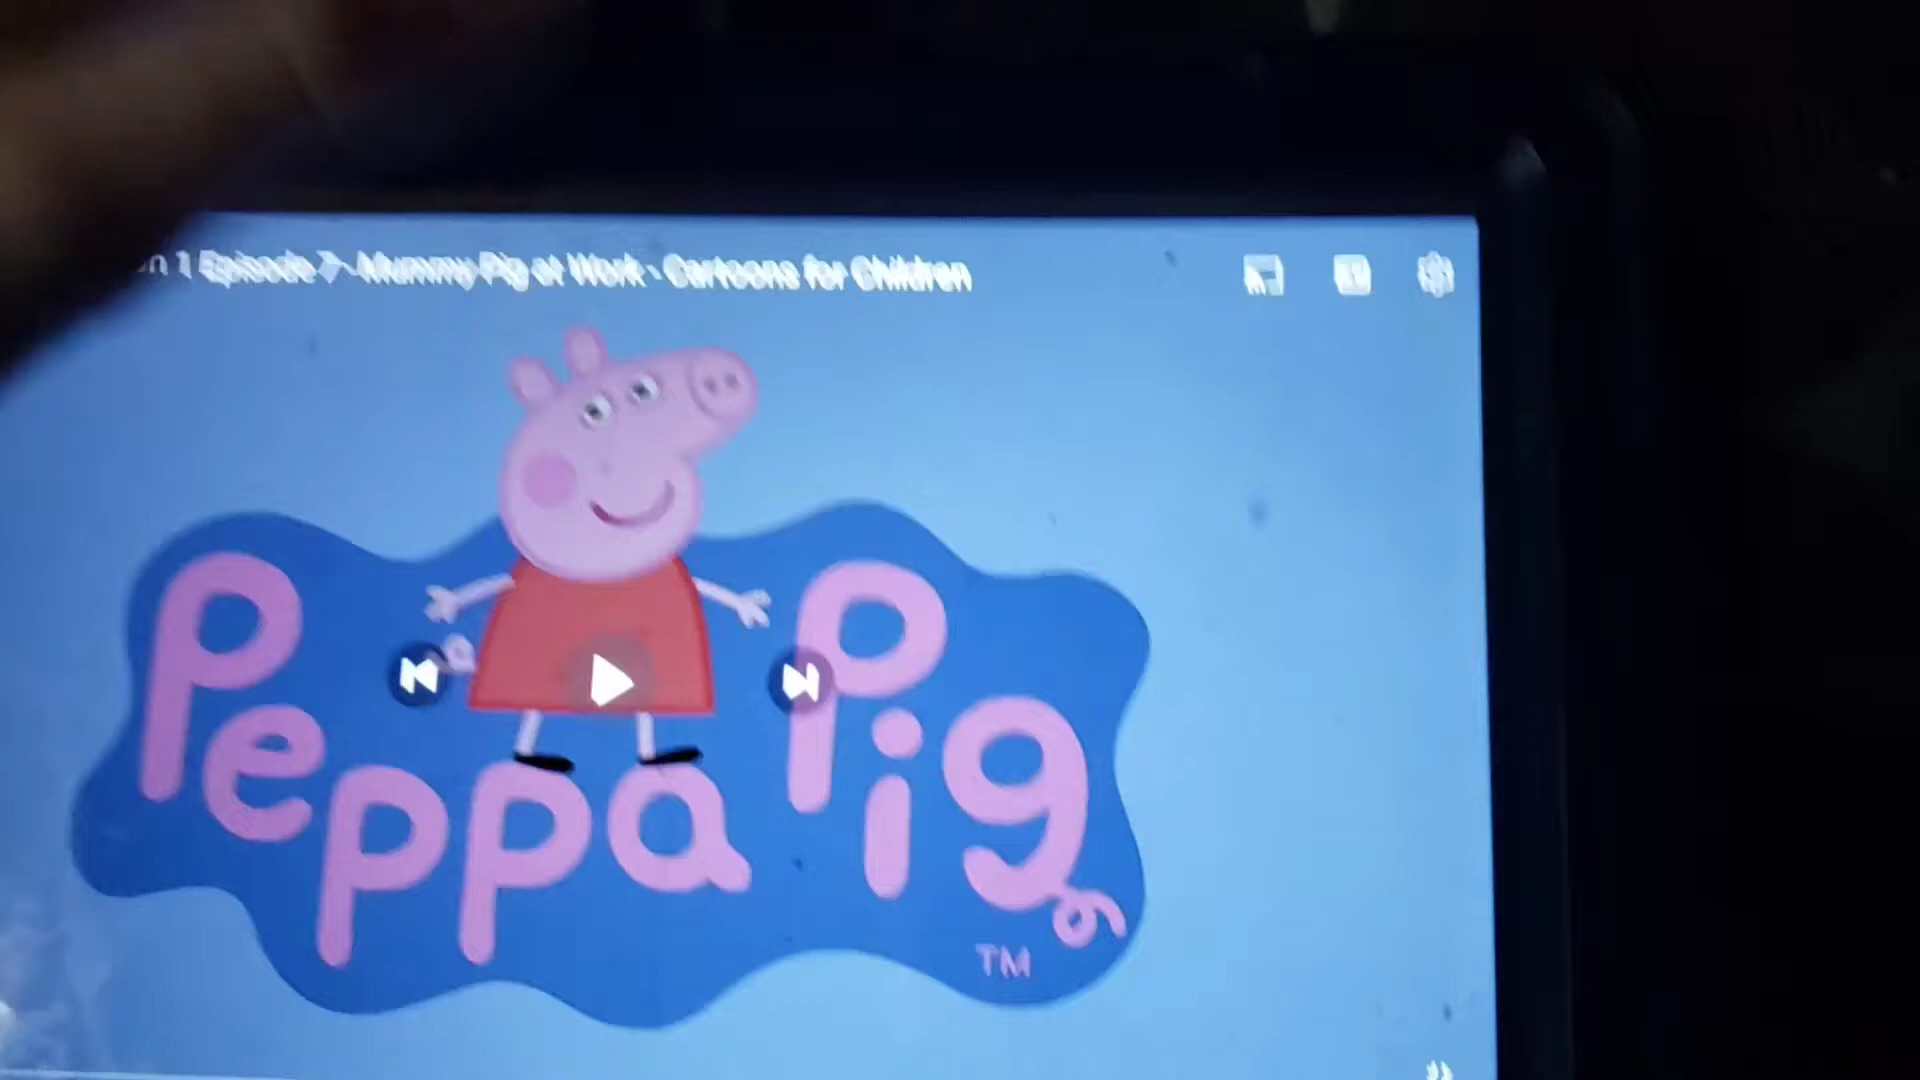 1 Episode 7 - Mummy Pig at Work - Cartoons for Children
Peppa Pig
TM